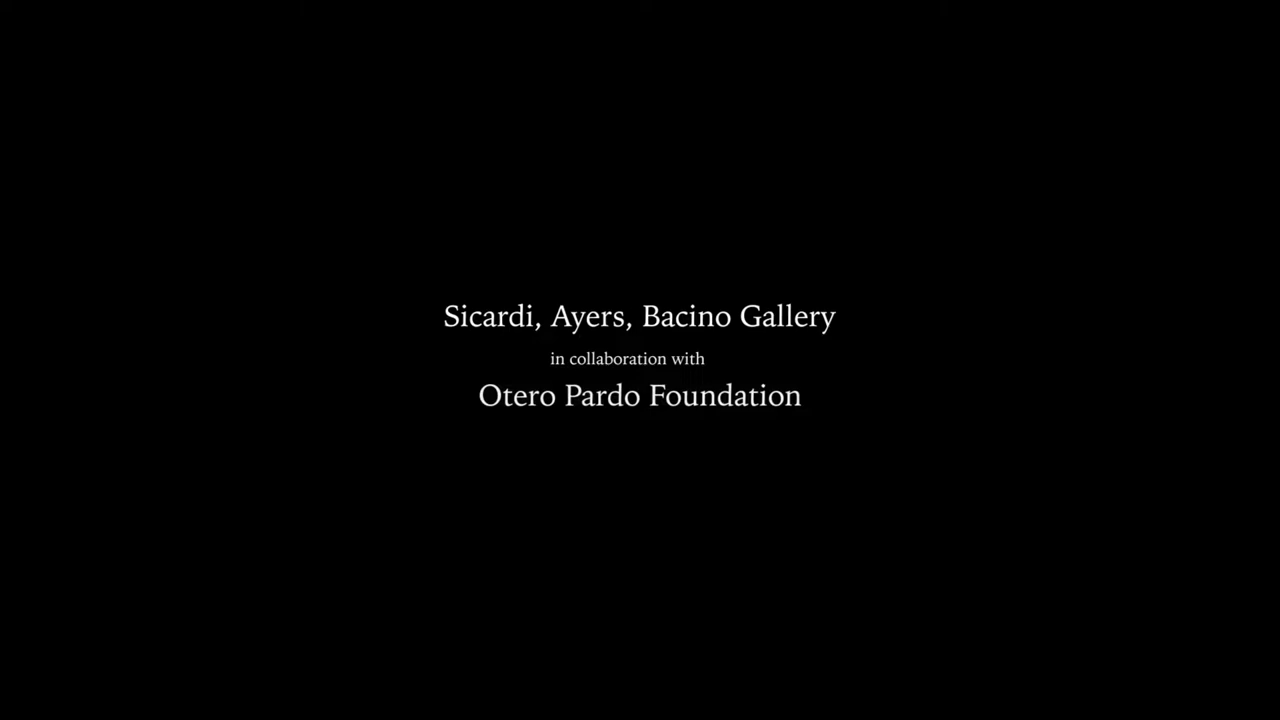 Sicardi, Ayers, Bacino Gallery
in collaboration with
Otero Pardo Foundation